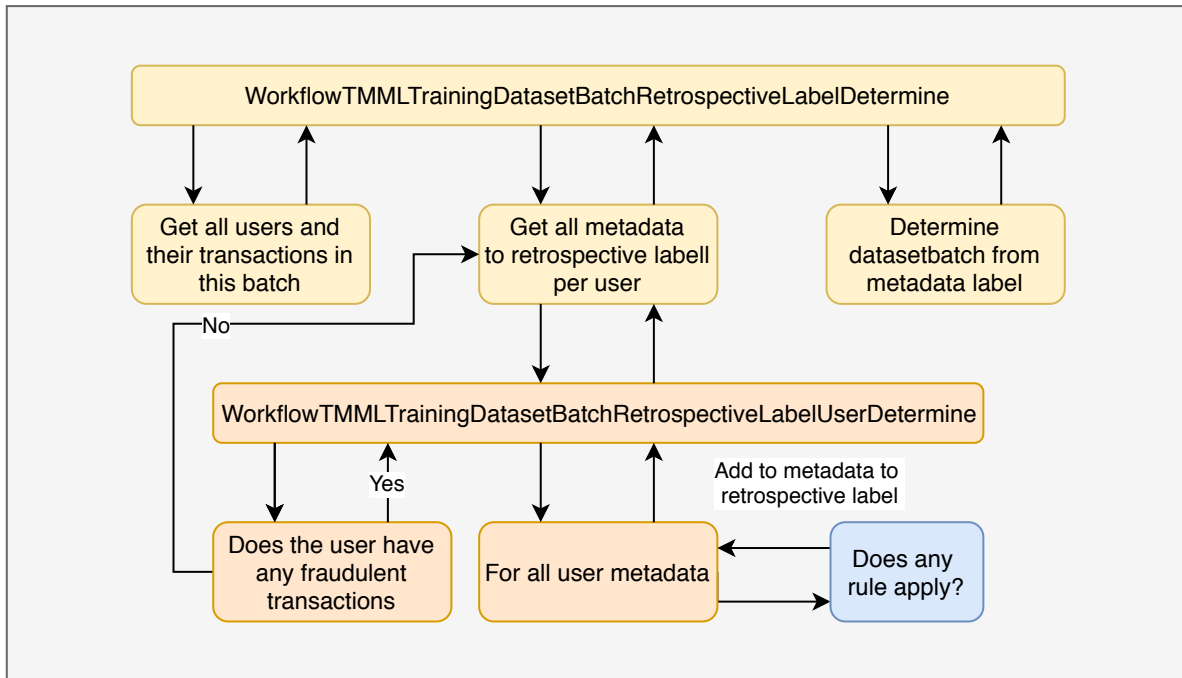 WorkflowTMMLTrainingDatasetBatchRetrospectiveLabelDetermine
Get all users and
their transactions in
this batch
Get all metadata
to retrospective labell
per user
Determine
datasetbatch from
metadata label
No
WorkflowTMMLTrainingDatasetBatchRetrospectiveLabelUserDetermine
Yes
Add to metadata to
retrospective label
Does the user have
any fraudulent
transactions
For all user metadata
Does any
rule apply?